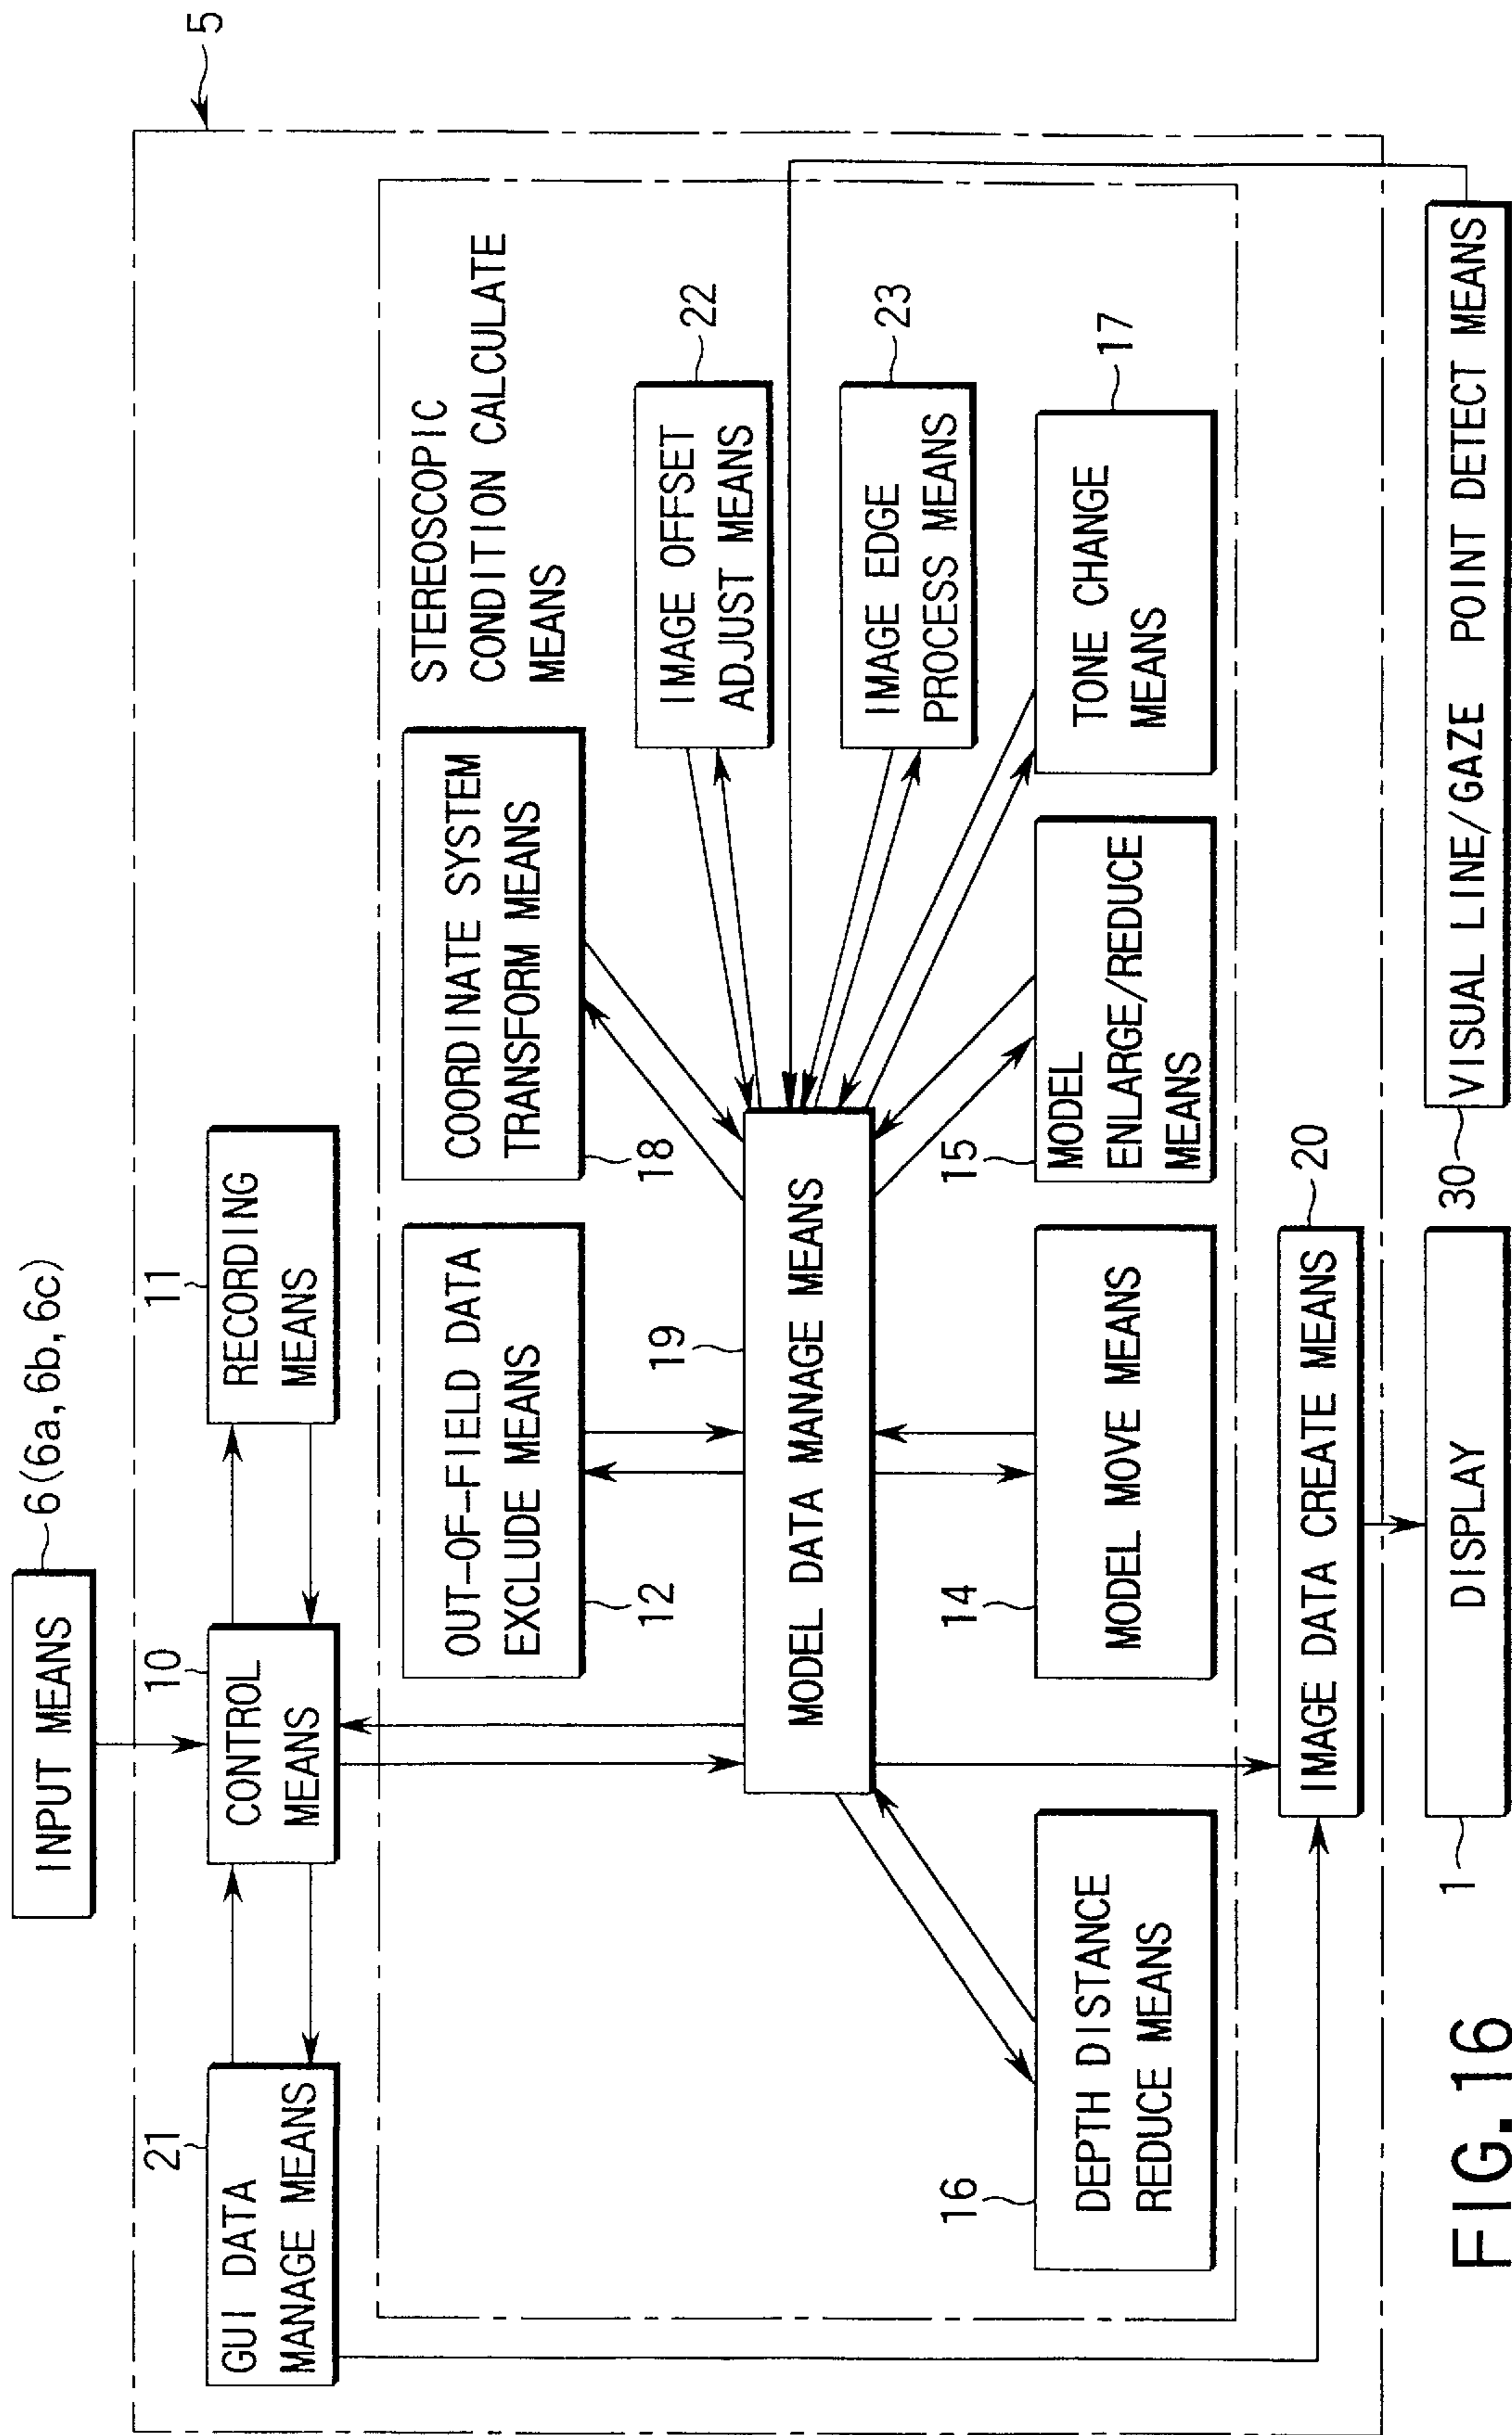 INPUT MEANS
6(6a, 6b, 6c)
5
21
GUI DATA
MANAGE MEANS
10
CONTROL
MEANS
11
RECORDING
MEANS
STEREOSCOPIC
CONDITION CALCULATE
MEANS
OUT-OF-FIELD DATA
EXCLUDE MEANS
12
COORDINATE SYSTEM
TRANSFORM MEANS
18
IMAGE OFFSET
ADJUST MEANS
22
19
MODEL DATA MANAGE MEANS
IMAGE EDGE
PROCESS MEANS
23
16
DEPTH DISTANCE
REDUCE MEANS
14
MODEL MOVE MEANS
15
MODEL
ENLARGE/REDUCE
MEANS
TONE CHANGE
MEANS
17
IMAGE DATA CREATE MEANS
20
1
DISPLAY
30
VISUAL LINE/GAZE POINT DETECT MEANS
FIG. 16